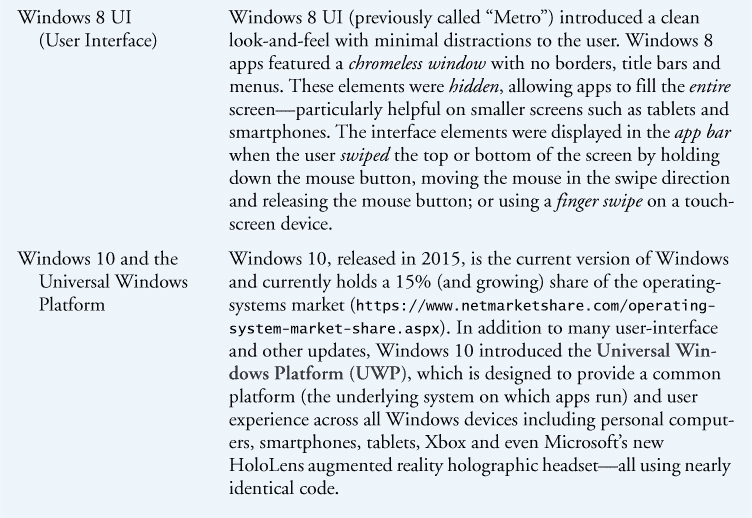 Windows 8 UI
(User Interface)
Windows 8 UI (previously called “Metro”) introduced a clean
look-and-feel with minimal distractions to the user. Windows 8
apps featured a chromeless window with no borders, title bars and
menus. These elements were hidden, allowing apps to fill the entire
screen—particularly helpful on smaller screens such as tablets and
smartphones. The interface elements were displayed in the app bar
when the user swiped the top or bottom of the screen by holding
down the mouse button, moving the mouse in the swipe direction
and releasing the mouse button; or using a finger swipe on a touch-
screen device.
Windows 10 and the
Universal Windows
Platform
Windows 10, released in 2015, is the current version of Windows
and currently holds a 15% (and growing) share of the operating-
systems market (https://www.netmarketshare.com/operating-
system-market-share.aspx). In addition to many user-interface
and other updates, Windows 10 introduced the Universal Win-
dows Platform (UWP), which is designed to provide a common
platform (the underlying system on which apps run) and user
experience across all Windows devices including personal comput-
ers, smartphones, tablets, Xbox and even Microsoft’s new
HoloLens augmented reality holographic headset—all using nearly
identical code.